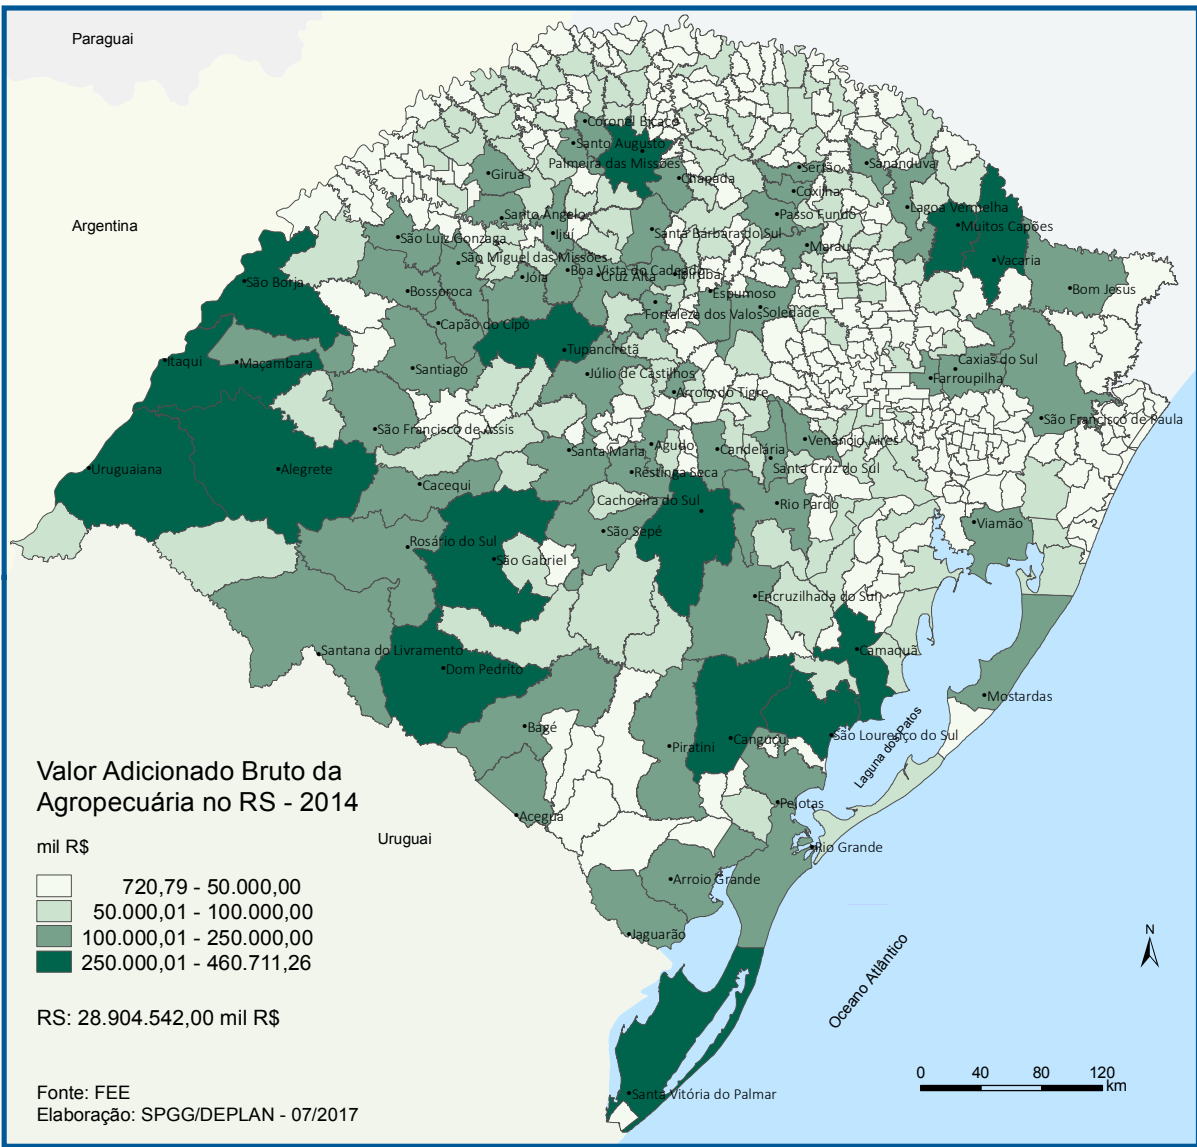 Paraguai
Coronel Bicaco
Santo Augusto
Palmeira das Missões
Sertão
Sananduva
Giruá
Chapada
Coxilha
Lagoa Vermelha
Santo Ângelo
Passo Fundo
Argentina
Muitos Capões
Ijuí
Santa Bárbara do Sul
São Luiz Gonzaga
Marau
São Miguel das Missões
Vacaria
Boa Vista do Cadeado
Jóia
Cruz Alta
Ibirubá
São Borja
Bossoroca
Espumoso
Bom Jesus
Fortaleza dos Valos
Soledade
Capão do Cipó
Tupanciretã
Itaqui
Maçambara
Caxias do Sul
Santiago
Júlio de Castilhos
Farroupilha
Arroio do Tigre
São Francisco de Paula
São Francisco de Assis
Venâncio Aires
Agudo
Santa Maria
Candelária
Uruguaiana
Alegrete
Restinga Seca
Santa Cruz do Sul
Cacequi
Cachoeira do Sul
Rio Pardo
Viamão
São Sepé
Rosário do Sul
São Gabriel
Encruzilhada do Sul
Santana do Livramento
Camaquã
Dom Pedrito
Mostardas
Bagé
São Lourenço do Sul
Canguçu
Piratini
Laguna dos Patos
Valor Adicionado Bruto da
Agropecuária no RS - 2014
Pelotas
Aceguá
Uruguai
mil R$
Rio Grande
720,79 - 50.000,00
50.000,01 - 100.000,00
100.000,01 - 250.000,00
250.000,01 - 460.711,26
Arroio Grande
Jaguarão
N
Oceano Atlântico
RS: 28.904.542,00 mil R$
0 40 80 120
km
Fonte: FEE
Elaboração: SPGG/DEPLAN - 07/2017
Santa Vitória do Palmar